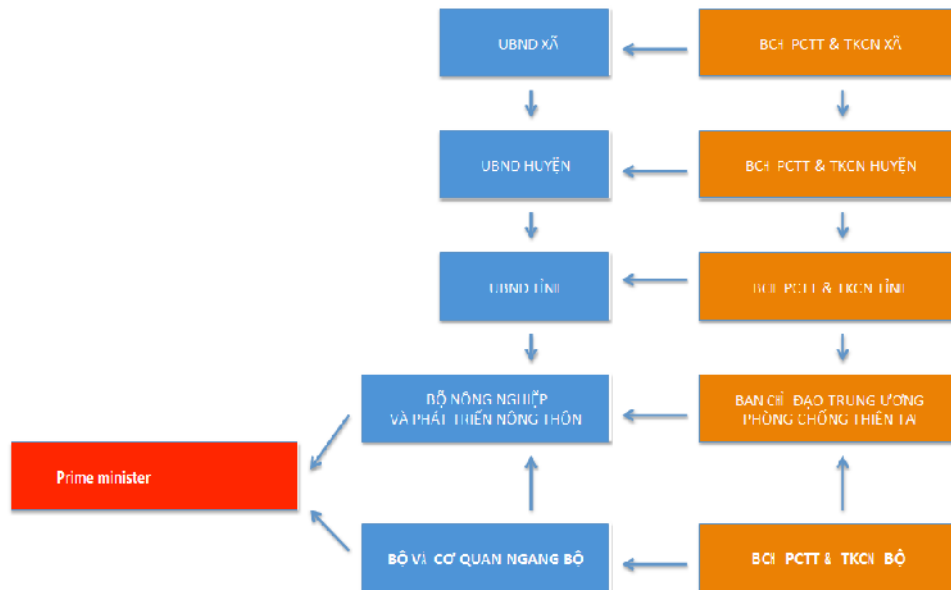 UBND XÃ
BCH PCTT & TKCN XÃ
UBND HUYỆN
BCH PCTT & TKCN HUYỆN
UBND TỈNH
BCH PCTT & TKCN TỈNH
BỘ NÔNG NGHIỆP
VÀ PHÁT TRIỂN NÔNG THÔN
BAN CHỈ ĐẠO TRUNG ƯƠNG
PHÒNG CHỐNG THIÊN TAI
Prime minister
BỘ VÀ CƠ QUAN NGANG BỘ
BCH PCTT & TKCN BỘ